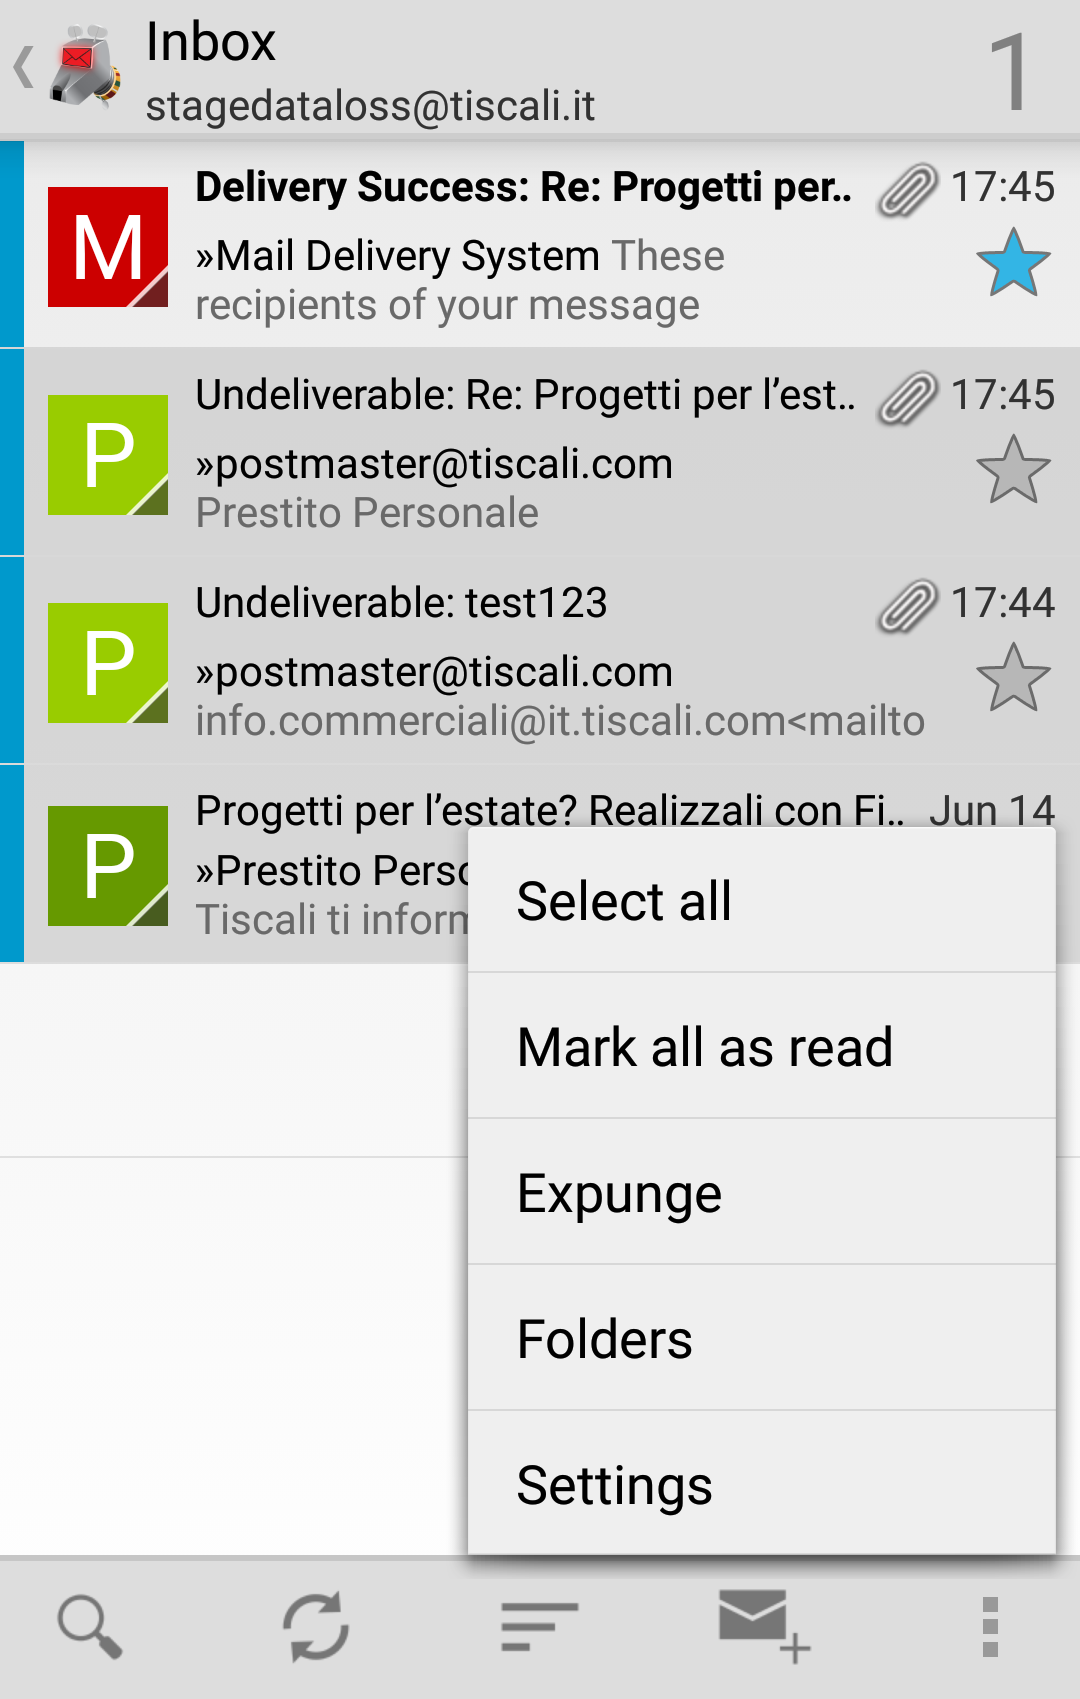 Inbox
stagedataloss@tiscali.it
1
M
Delivery Success: Re: Progetti per..
17:45
»Mail Delivery System These
recipients of your message
P
Undeliverable: Re: Progetti per l’est..
17:45
»postmaster@tiscali.com
Prestito Personale
P
Undeliverable: test123
17:44
»postmaster@tiscali.com
info.commerciali@it.tiscali.com<mailto
P
Progetti per l’estate? Realizzali con Fi..
Jun 14
»Prestito
Tiscali ti
Select all
Mark all as read
Expunge
Folders
Settings